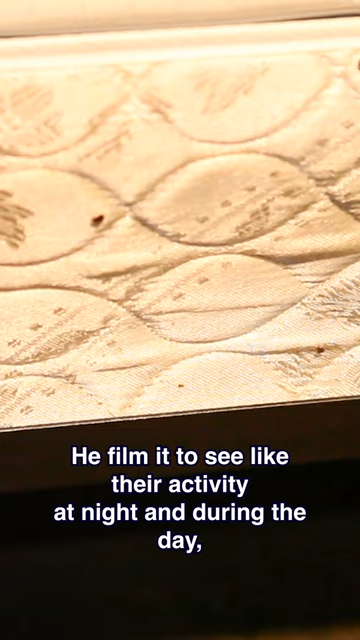 He film it to see like
their activity
at night and during the
day,